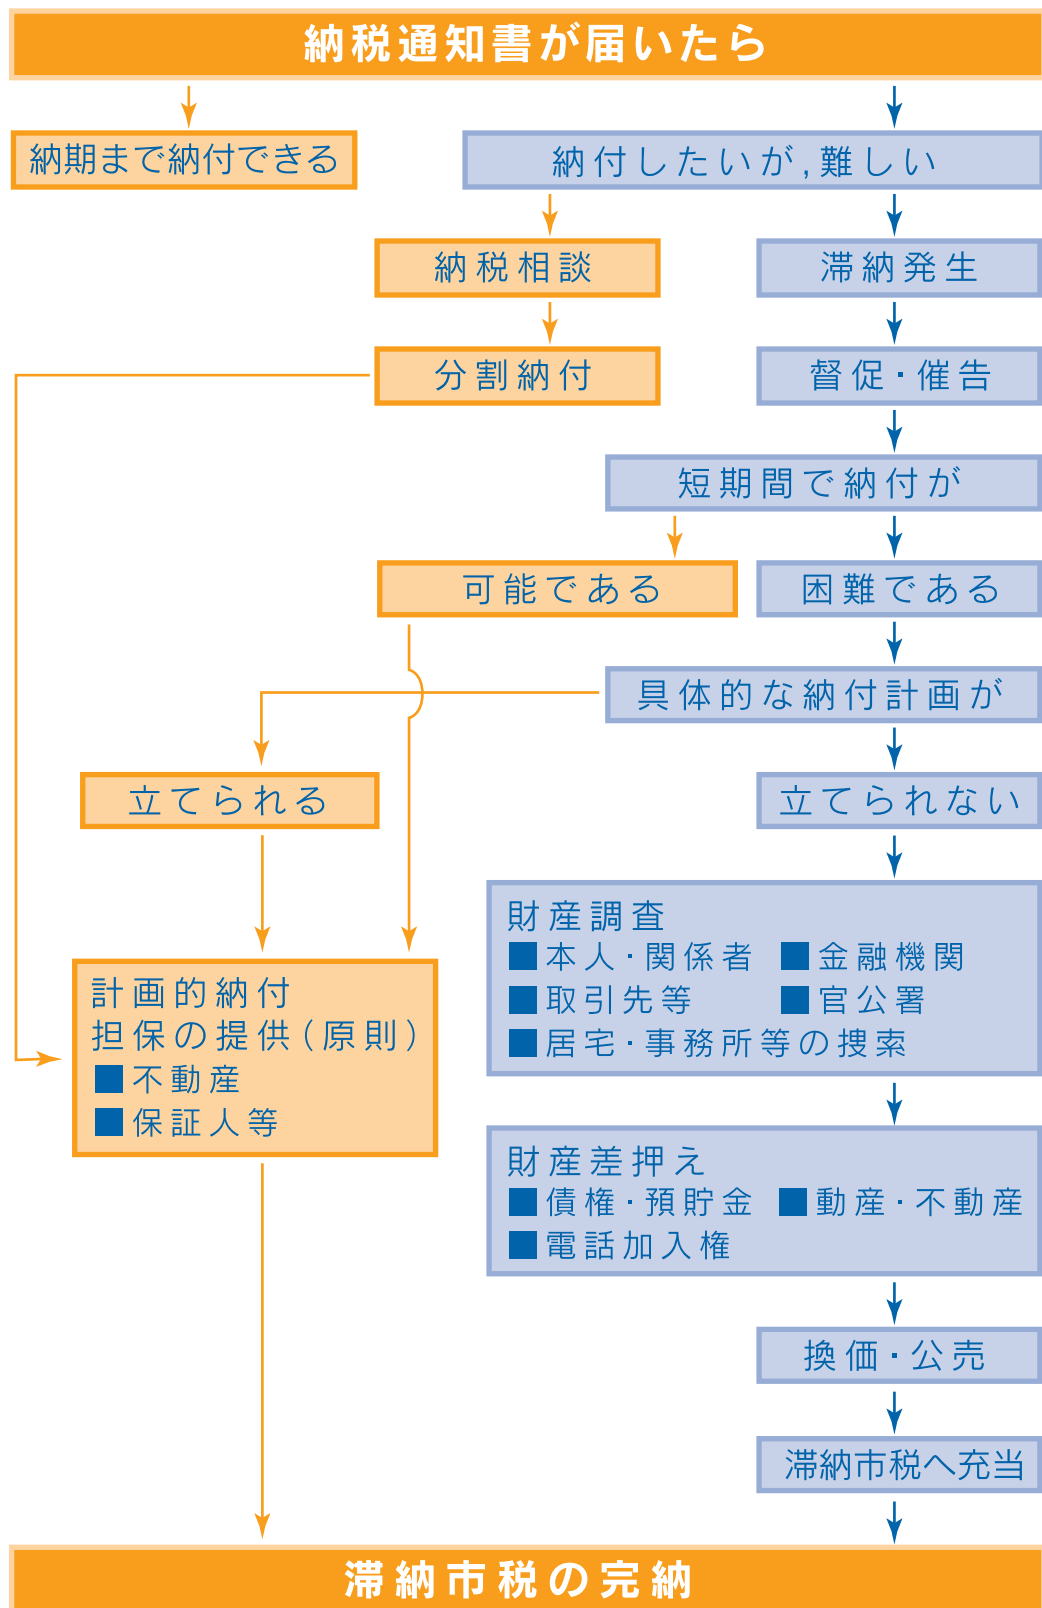 納税通知書が届いたら
納期まで納付できる
納付したいが,難しい
納税相談
滞納発生
分割納付
督促・催告
短期間で納付が
可能である
困難である
具体的な納付計画が
立てられる
立てられない
財産調査
■本人・関係者 ■金融機関
■取引先等 ■官公署
■居宅・事務所等の捜索
計画的納付
担保の提供(原則)
■不動産
■保証人等
財産差押え
■債権・預貯金 ■動産・不動産
■電話加入権
換価・公売
滞納市税へ充当
滞納市税の完納